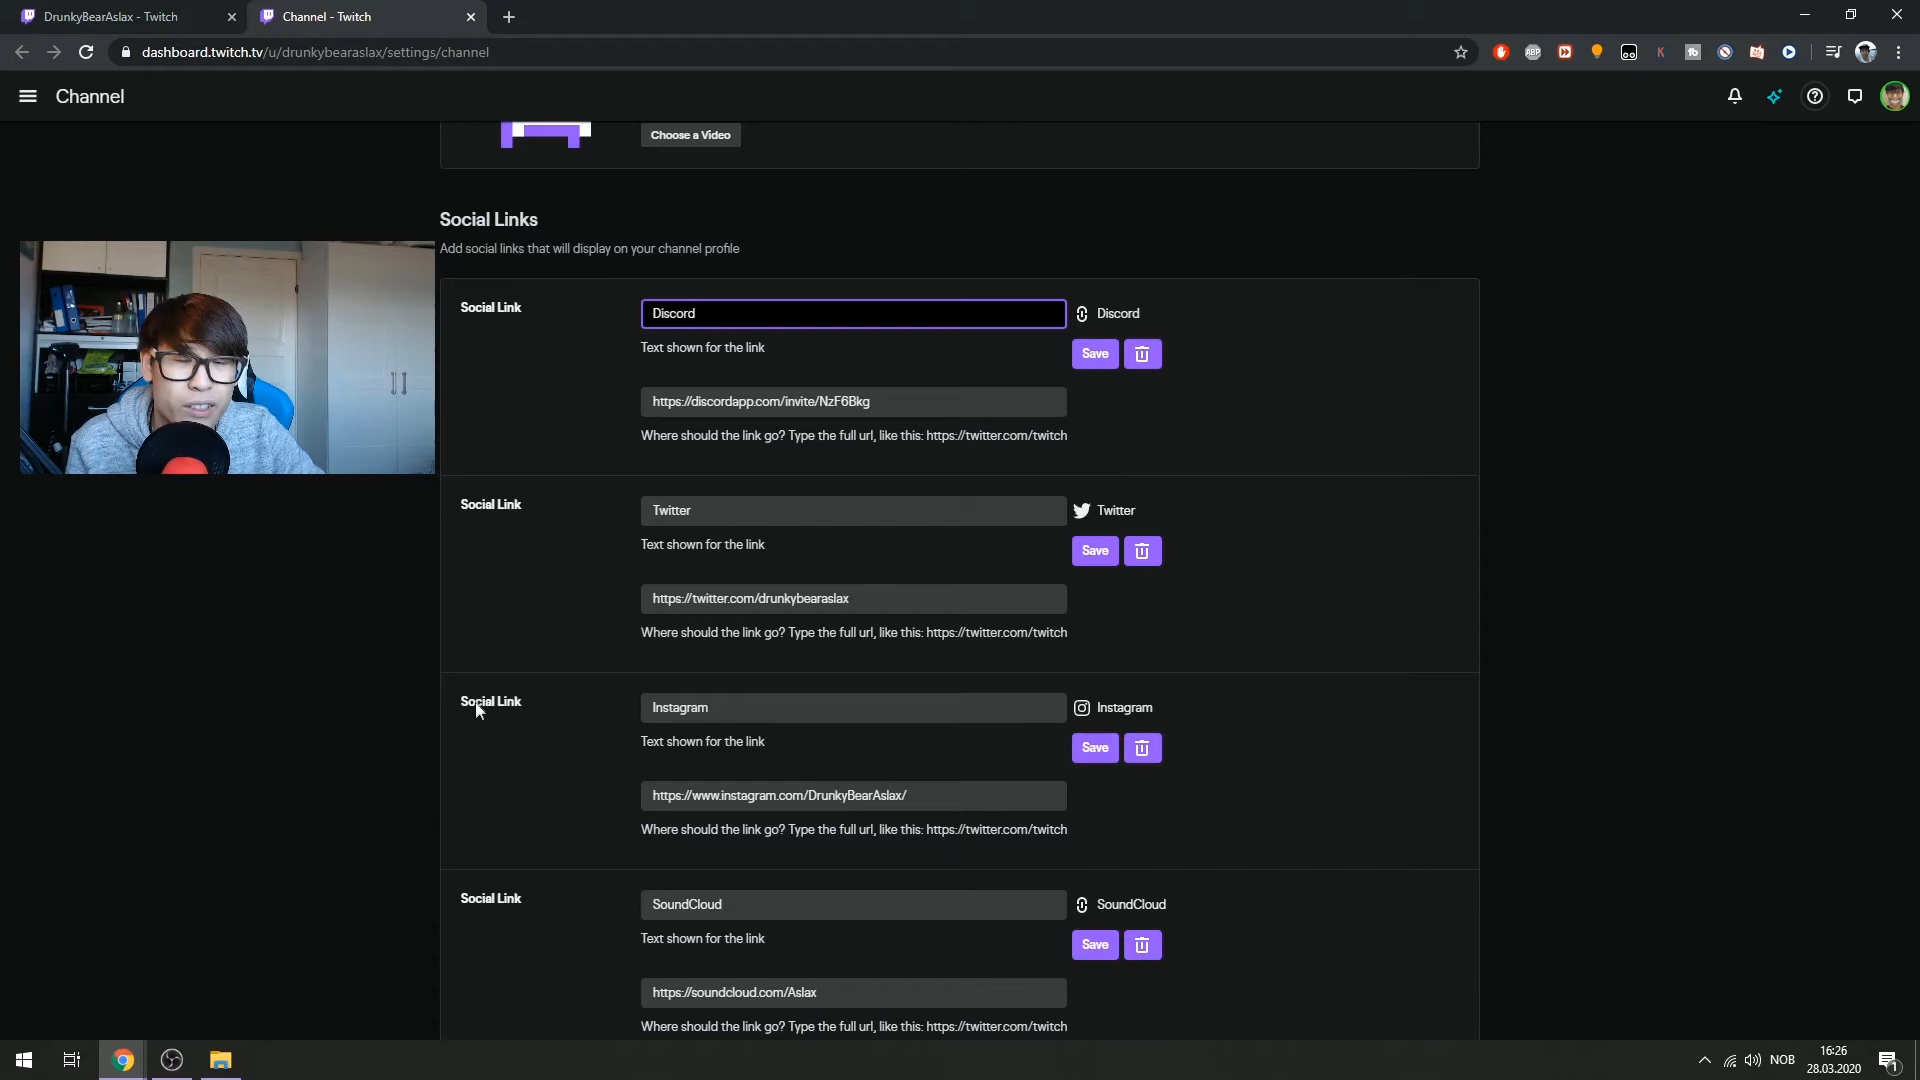 DrunkyBearAslax - Twitch
Channel - Twitch
dashboard.twitch.tv/u/drunkybearaslax/settings/channel
ABP
K
tb
Channel
Choose a Video
Social Links
Add social links that will display on your channel profile
Social Link
Discord
Discord
Text shown for the link
Save
https://discordapp.com/invite/NzF6Bkg
Where should the link go? Type the full url, like this: https://twitter.com/twitch
Social Link
Twitter
Twitter
Text shown for the link
Save
https://twitter.com/drunkybearaslax
Where should the link go? Type the full url, like this: https://twitter.com/twitch
Social Link
Instagram
Instagram
Text shown for the link
Save
https://www.instagram.com/DrunkyBearAslax/
Where should the link go? Type the full url, like this: https://twitter.com/twitch
Social Link
SoundCloud
SoundCloud
Text shown for the link
Save
https://soundcloud.com/Aslax
Where should the link go? Type the full url, like this: https://twitter.com/twitch
NOB
16:26
28.03.2020
1